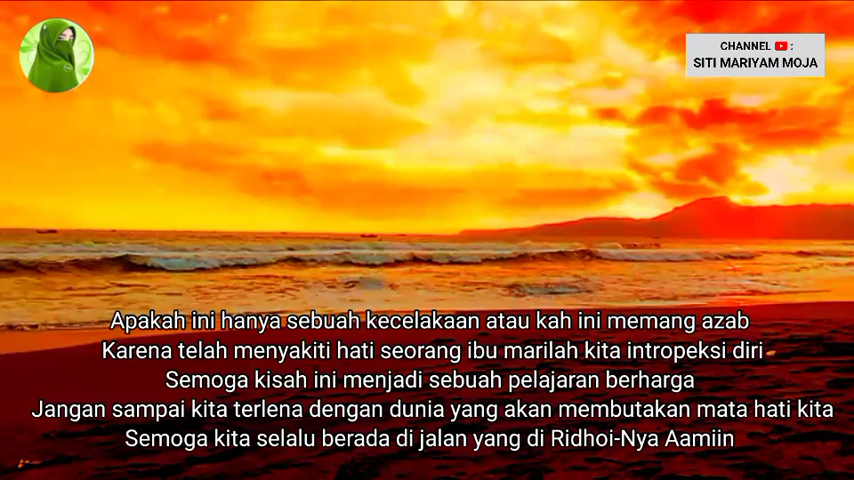 CHANNEL :
SITI MARIYAM MOJA
Apakah ini hanya sebuah kecelakaan atau kah ini memang azab
Karena telah menyakiti hati seorang ibu marilah kita intropeksi diri
Semoga kisah ini menjadi sebuah pelajaran berharga
Jangan sampai kita terlena dengan dunia yang akan membutakan mata hati kita
Semoga kita selalu berada di jalan yang di Ridhoi-Nya Aamiin